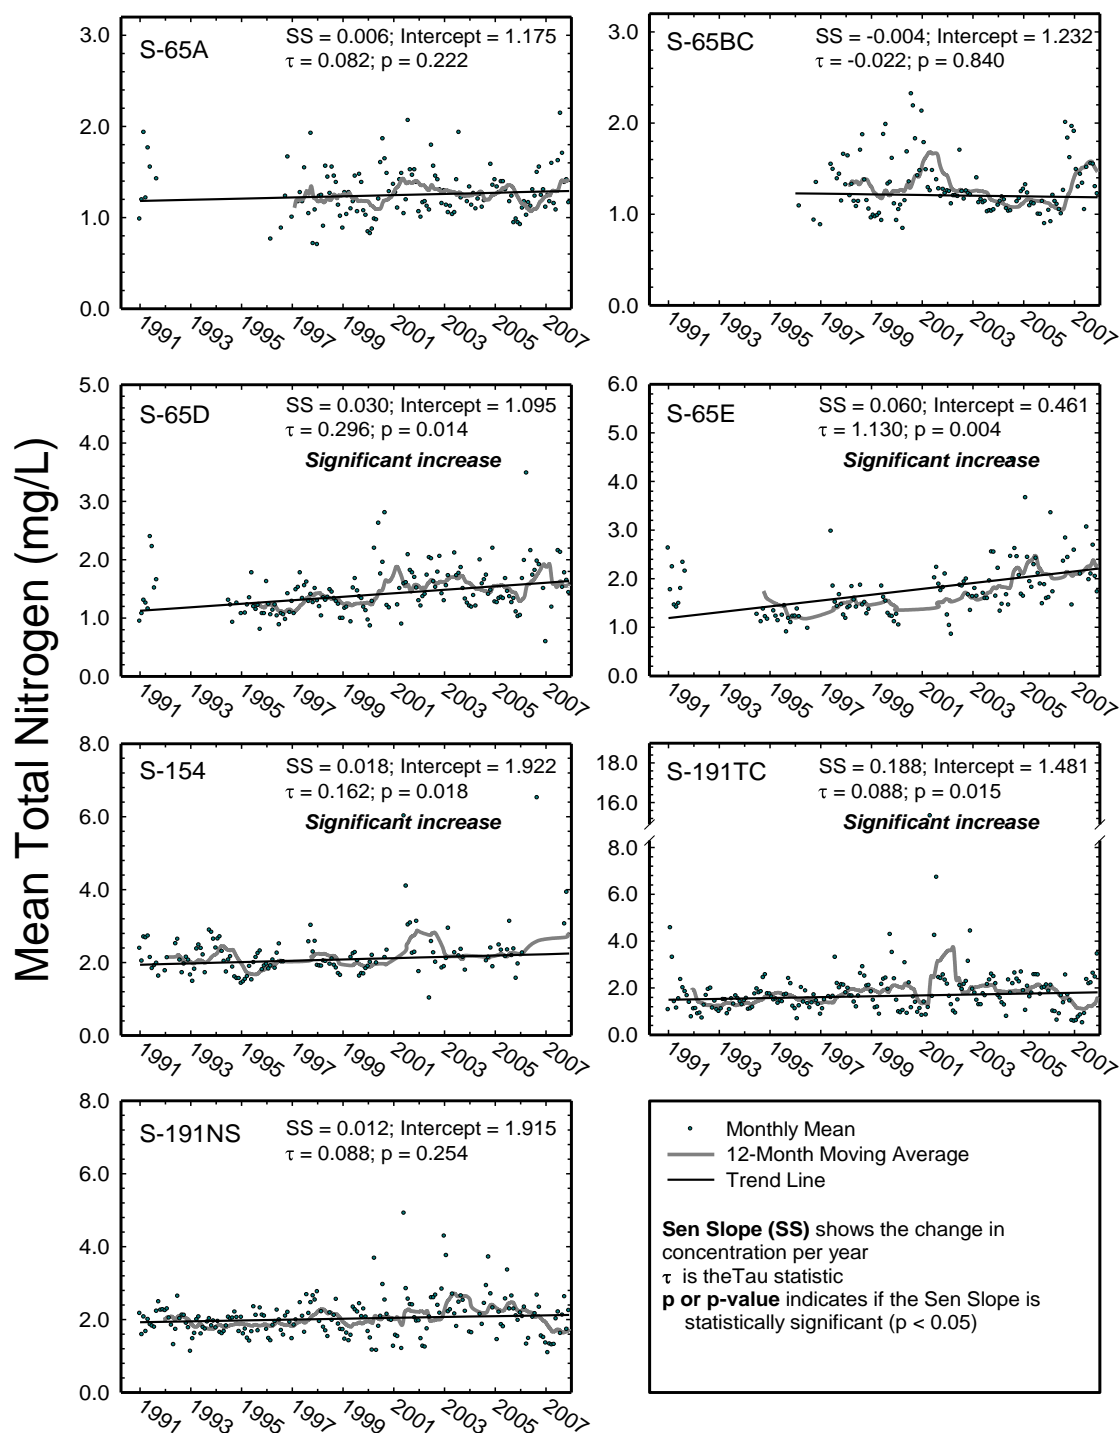 Mean Total Nitrogen (mg/L)
S-65A
SS = 0.006; Intercept = 1.175
τ = 0.082; p = 0.222
3.0
2.0
1.0
0.0
1991 1993 1995 1997 1999 2001 2003 2005 2007
S-65BC
SS = -0.004; Intercept = 1.232
τ = -0.022; p = 0.840
3.0
2.0
1.0
0.0
1991 1993 1995 1997 1999 2001 2003 2005 2007
S-65D
SS = 0.030; Intercept = 1.095
τ = 0.296; p = 0.014
Significant increase
5.0
4.0
3.0
2.0
1.0
0.0
1991 1993 1995 1997 1999 2001 2003 2005 2007
S-65E
SS = 0.060; Intercept = 0.461
τ = 1.130; p = 0.004
Significant increase
6.0
5.0
4.0
3.0
2.0
1.0
0.0
1991 1993 1995 1997 1999 2001 2003 2005 2007
S-154
SS = 0.018; Intercept = 1.922
τ = 0.162; p = 0.018
Significant increase
8.0
6.0
4.0
2.0
0.0
1991 1993 1995 1997 1999 2001 2003 2005 2007
S-191TC
SS = 0.188; Intercept = 1.481
τ = 0.088; p = 0.015
Significant increase
18.0
16.0
8.0
6.0
4.0
2.0
0.0
1991 1993 1995 1997 1999 2001 2003 2005 2007
S-191NS
SS = 0.012; Intercept = 1.915
τ = 0.088; p = 0.254
8.0
6.0
4.0
2.0
0.0
1991 1993 1995 1997 1999 2001 2003 2005 2007
Monthly Mean
12-Month Moving Average
Trend Line
Sen Slope (SS) shows the change in
concentration per year
τ is theTau statistic
p or p-value indicates if the Sen Slope is
statistically significant (p < 0.05)